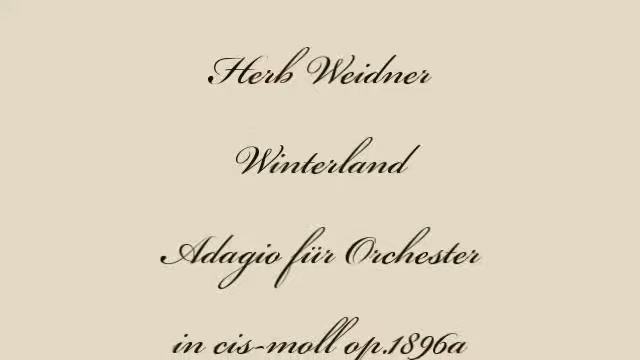 Herb Weidner
Winterland
Adagio für Orchester
in cis-moll op.1896a